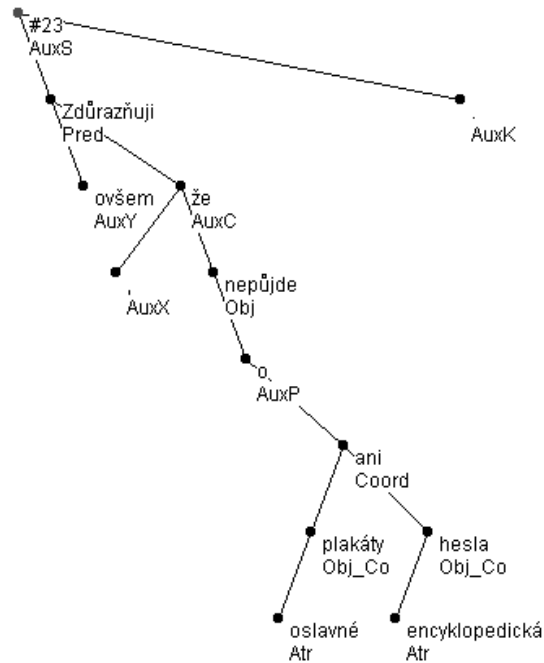 #23
AuxS
Zdůrazňuji
Pred
.
AuxK
ovšem
AuxY
že
AuxC
,
AuxX
nepůjde
Obj
o
AuxP
ani
Coord
plakáty
Obj_Co
hesla
Obj_Co
oslavné
Atr
encyklopedická
Atr